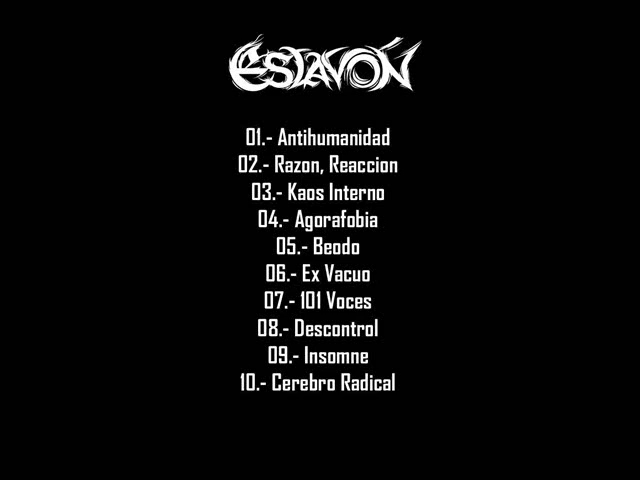 Eslavón
01.- Antihumanidad
02.- Razon, Reaccion
03.- Kaos Interno
04.- Agorafobia
05.- Beodo
06.- Ex Vacuo
07.- 101 Voces
08.- Descontrol
09.- Insomne
10.- Cerebro Radical